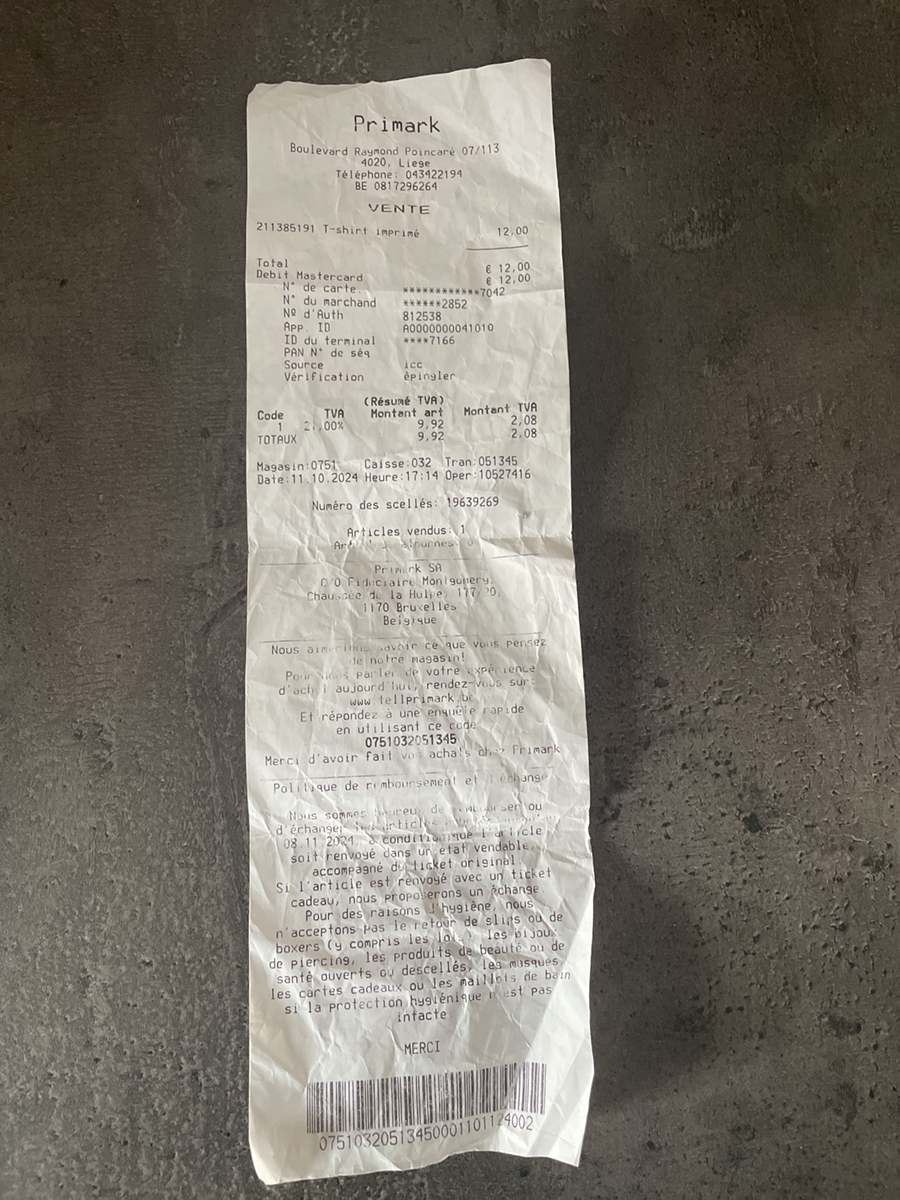 Primark
Boulevard Raymond Poincaré 07/113
4020, Liege
Téléphone: 043422194
BE 0817296264
VENTE
211385191 T-shirt imprimé 12,00
Total € 12,00
Debit Mastercard € 12,00
N° de carte. ************7042
N° du marchand ******2852
Nº d'Auth 812538
App. ID A0000000041010
ID du terminal ****7166
PAN N° de séq
Source icc
Vérification épingler
(Résumé TVA)
Code TVA Montant art Montant TVA
1 21,00% 9,92 2,08
TOTAUX 9,92 2,08
Magasin:0751 Caisse:032 Tran:051345
Date:11.10.2024 Heure:17:14 Oper:10527416
Numéro des scellés: 19639269
Articles vendus: 1
Primark SA
C/O Fiduciaire Montgomery,
Chaussée de la Hulpe, 177/20,
1170 Bruxelles
Belgique
Nous aimerions savoir ce que vous pensez
de notre magasin!
Pour nous parler de votre expérience
d'achat aujourd'hui, rendez-vous sur:
www.tellprimark.be
Et répondez à une enquête rapide
en utilisant ce code
0751032051345
Merci d'avoir fait vos achats chez Primark
Politique de remboursement et l'échange
Nous sommes heureux de rembourser ou
d'échanger les articles
08.11.2024, à condition que l'article
soit renvoyé dans un état vendable,
accompagné du ticket original.
Si l'article est renvoyé avec un ticket
cadeau, nous proposerons un échange.
Pour des raisons d'hygiène, nous
n'acceptons pas le retour de slips ou de
boxers (y compris les lots), les bijoux
de piercing, les produits de beauté ou de
santé ouverts ou descellés, les masques,
les cartes cadeaux ou les maillots de bain
si la protection hygiénique n'est pas
intacte.
MERCI
07510320513450001101124002